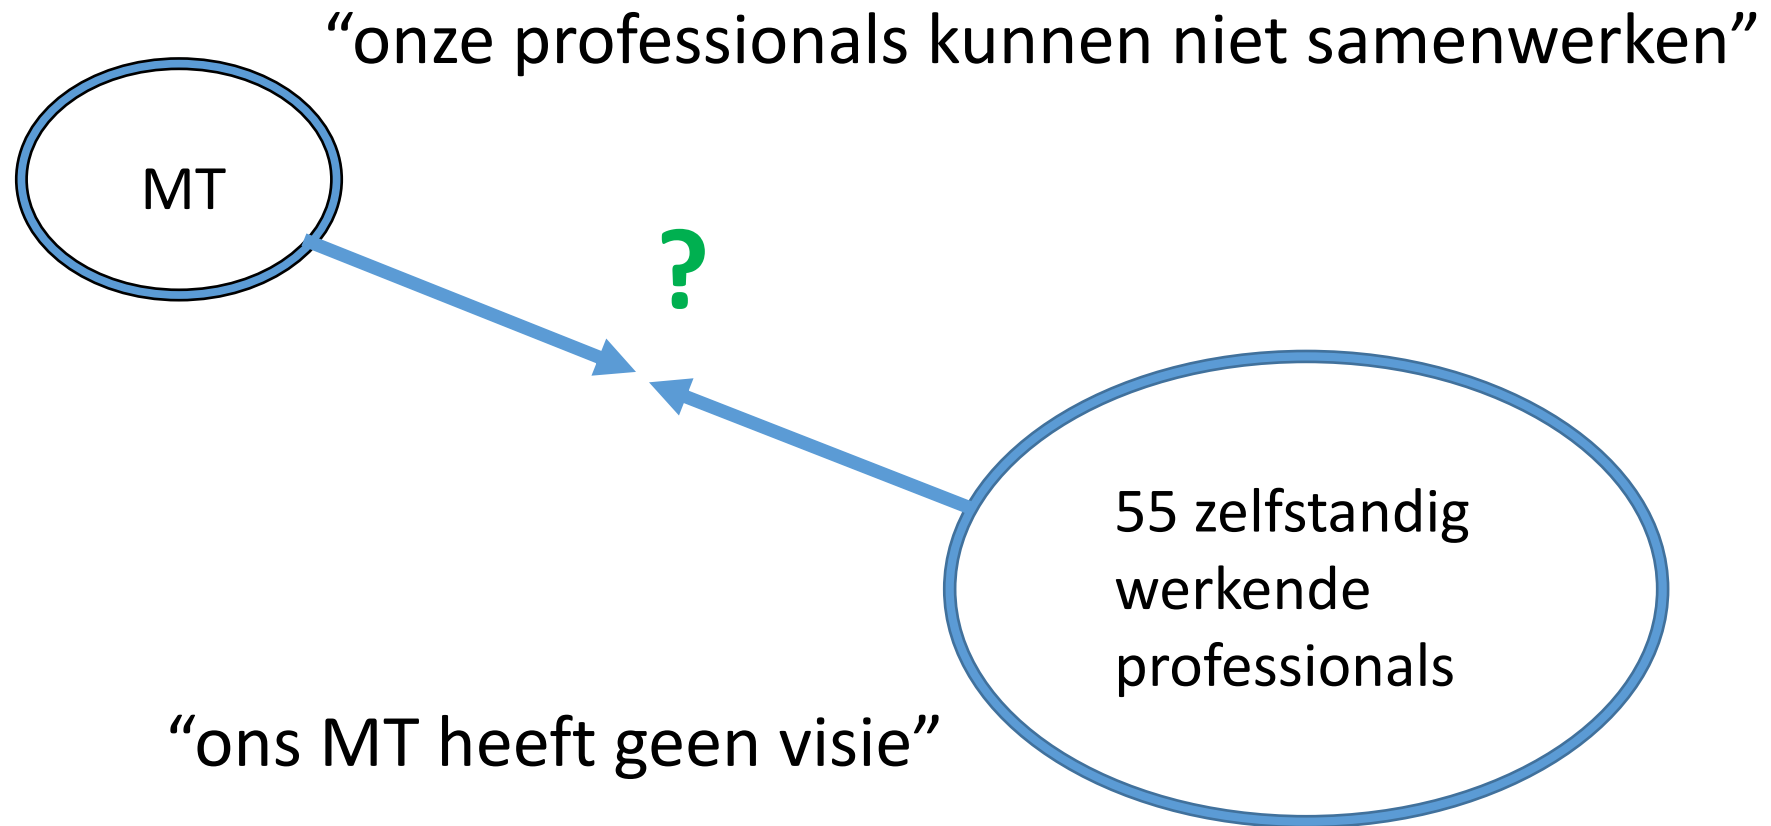 “onze professionals kunnen niet samenwerken”
MT
?
55 zelfstandig
werkende
professionals
“ons MT heeft geen visie”